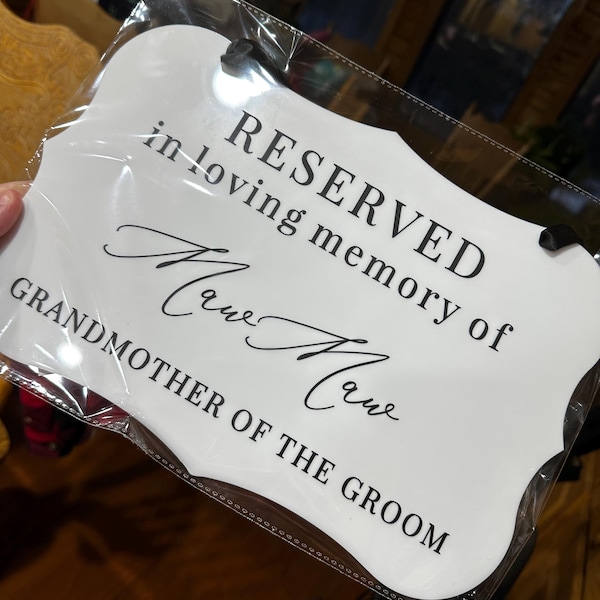 RESERVED
in loving memory of
Maw Maw
GRANDMOTHER OF THE GROOM